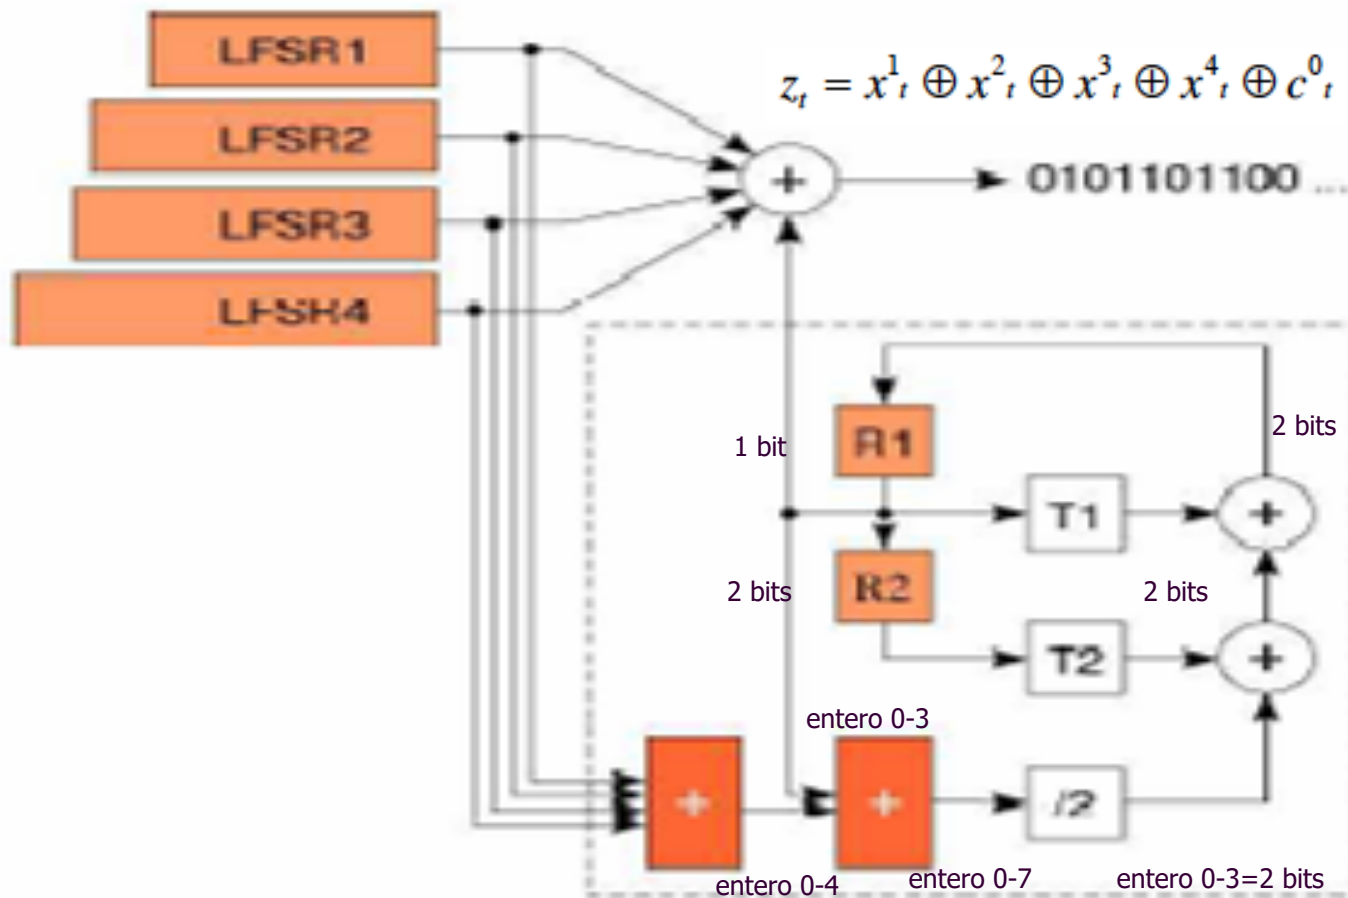 LFSR1
z_t = x^1_t ⊕ x^2_t ⊕ x^3_t ⊕ x^4_t ⊕ c^0_t
LFSR2
+
0101101100 ...
LFSR3
LFSR4
R1
1 bit
2 bits
T1
+
R2
2 bits
2 bits
T2
+
entero 0-3
+
+
/2
entero 0-4
entero 0-7
entero 0-3=2 bits